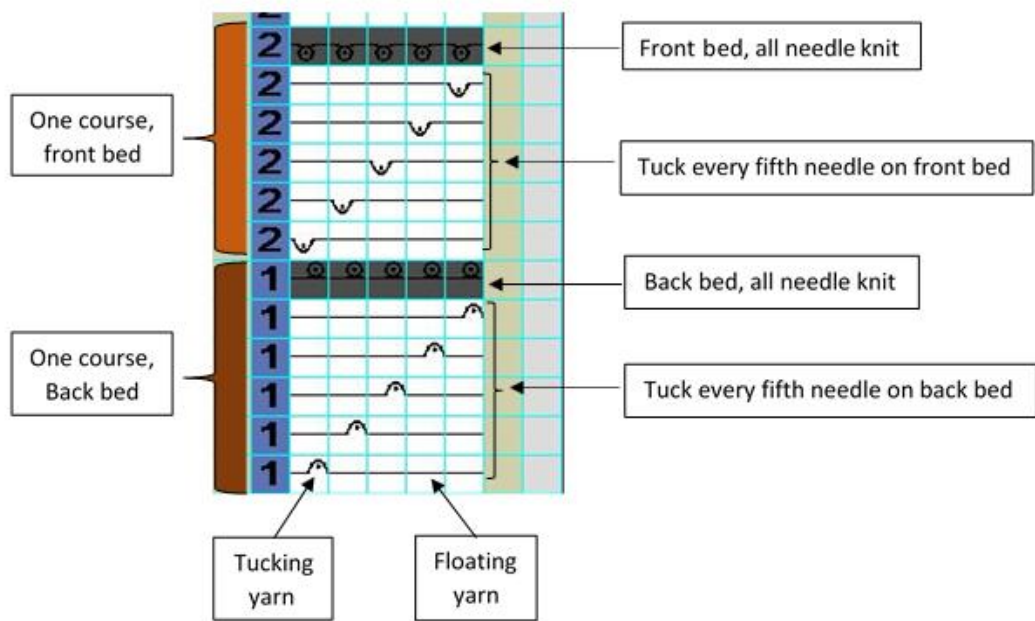 2
Front bed, all needle knit
2
2
2
2
2
One course,
front bed
Tuck every fifth needle on front bed
1
Back bed, all needle knit
1
1
1
1
1
One course,
Back bed
Tuck every fifth needle on back bed
Tucking
yarn
Floating
yarn